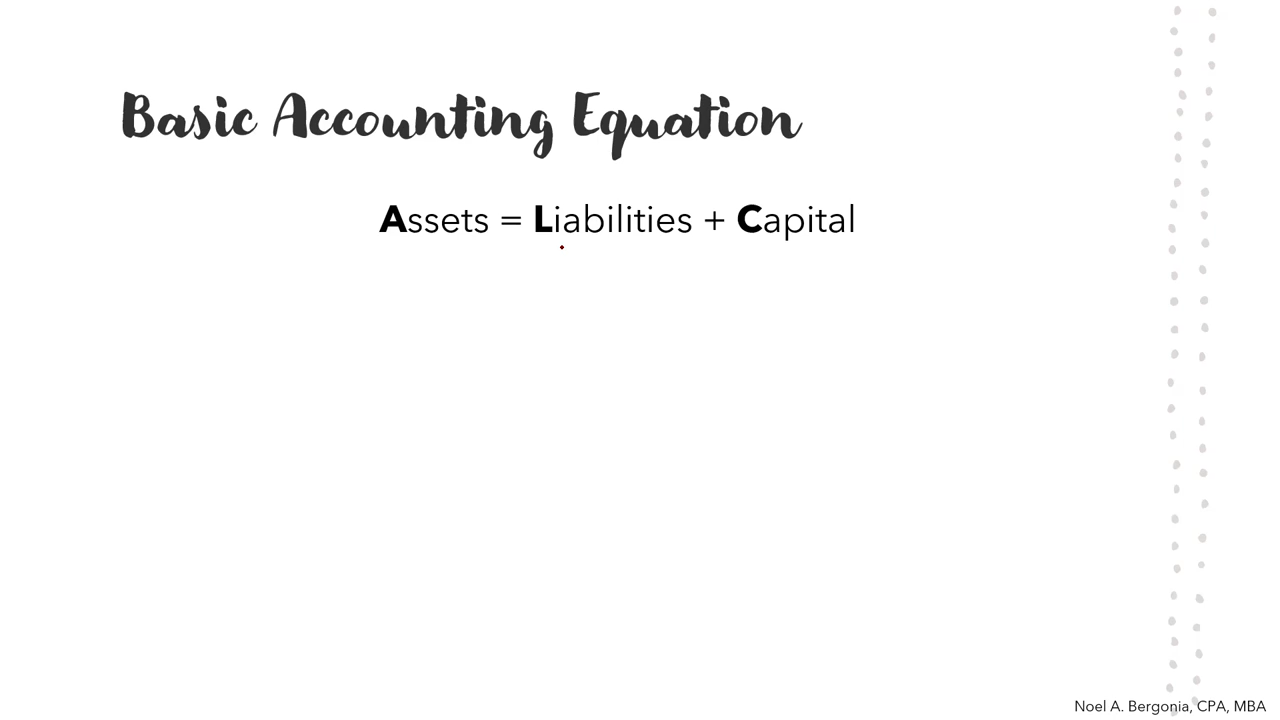 Basic Accounting Equation
Assets = Liabilities + Capital
Noel A. Bergonia, CPA, MBA